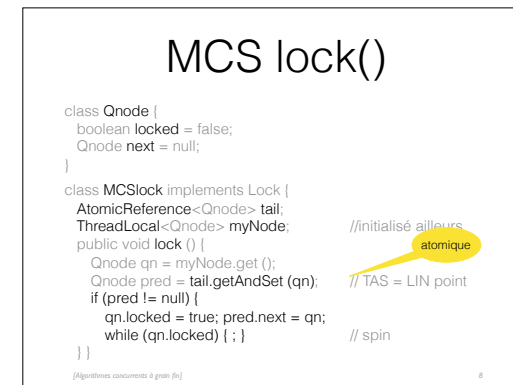 MCS lock()
class Qnode {
boolean locked = false;
Qnode next = null;
}
class MCSlock implements Lock {
AtomicReference<Qnode> tail;
ThreadLocal<Qnode> myNode; //initialisé ailleurs
public void lock () {
atomique
Qnode qn = myNode.get ();
Qnode pred = tail.getAndSet (qn); // TAS = LIN point
if (pred != null) {
qn.locked = true; pred.next = qn;
while (qn.locked) { ; } // spin
} }
[Algorithmes concurrents à grain fin] 8